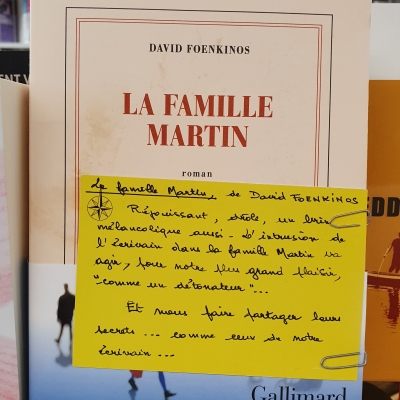 DAVID FOENKINOS
LA FAMILLE
MARTIN
roman
La famille Martin, de David FOENKINOS
Réjouissant, drôle, un brin
mélancolique aussi. L'intrusion de
l'écrivain dans la famille Martin va
agir, pour notre plus grand plaisir,
"comme un détonateur"...
Et nous faire partager leurs
secrets... comme ceux de notre
écrivain...
Gallimard
ENT
EDD